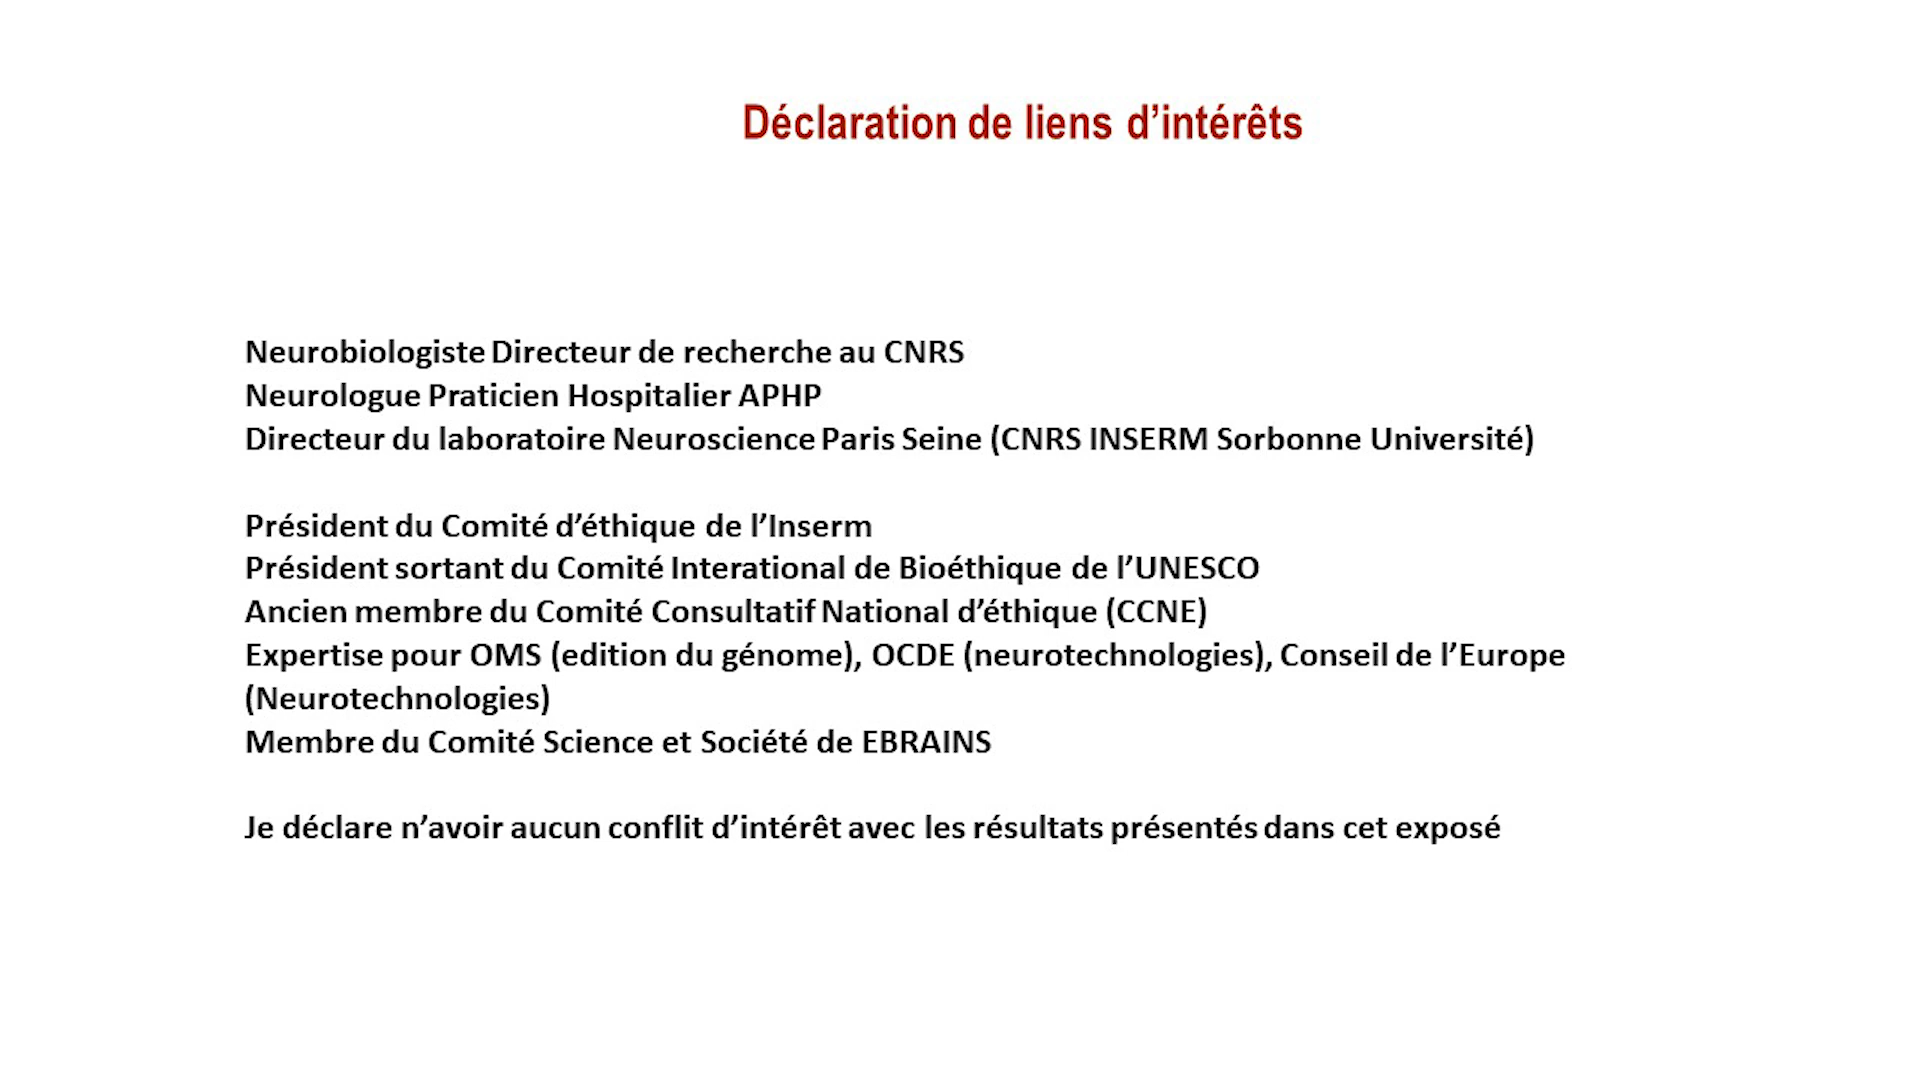 Déclaration de liens d’intérêts
Neurobiologiste Directeur de recherche au CNRS
Neurologue Praticien Hospitalier APHP
Directeur du laboratoire Neuroscience Paris Seine (CNRS INSERM Sorbonne Université)
Président du Comité d’éthique de l’Inserm
Président sortant du Comité Interational de Bioéthique de l’UNESCO
Ancien membre du Comité Consultatif National d’éthique (CCNE)
Expertise pour OMS (edition du génome), OCDE (neurotechnologies), Conseil de l’Europe
(Neurotechnologies)
Membre du Comité Science et Société de EBRAINS
Je déclare n’avoir aucun conflit d’intérêt avec les résultats présentés dans cet exposé